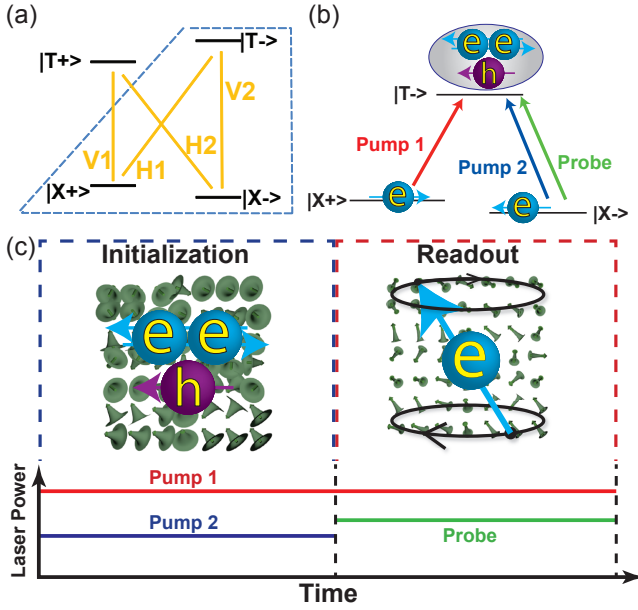 (a)
|T->
|T+>
V2
V1
H1
H2
|X+>
|X->
(b)
e e
h
|T->
Pump 1
Pump 2
Probe
|X+>
e
e
|X->
(c)
Initialization
Readout
e e
h
e
Laser Power
Pump 1
Pump 2
Probe
Time